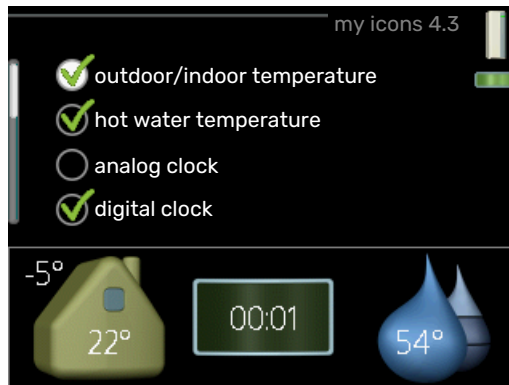 my icons 4.3
outdoor/indoor temperature
hot water temperature
analog clock
digital clock
-5°
22°
00:01
54°